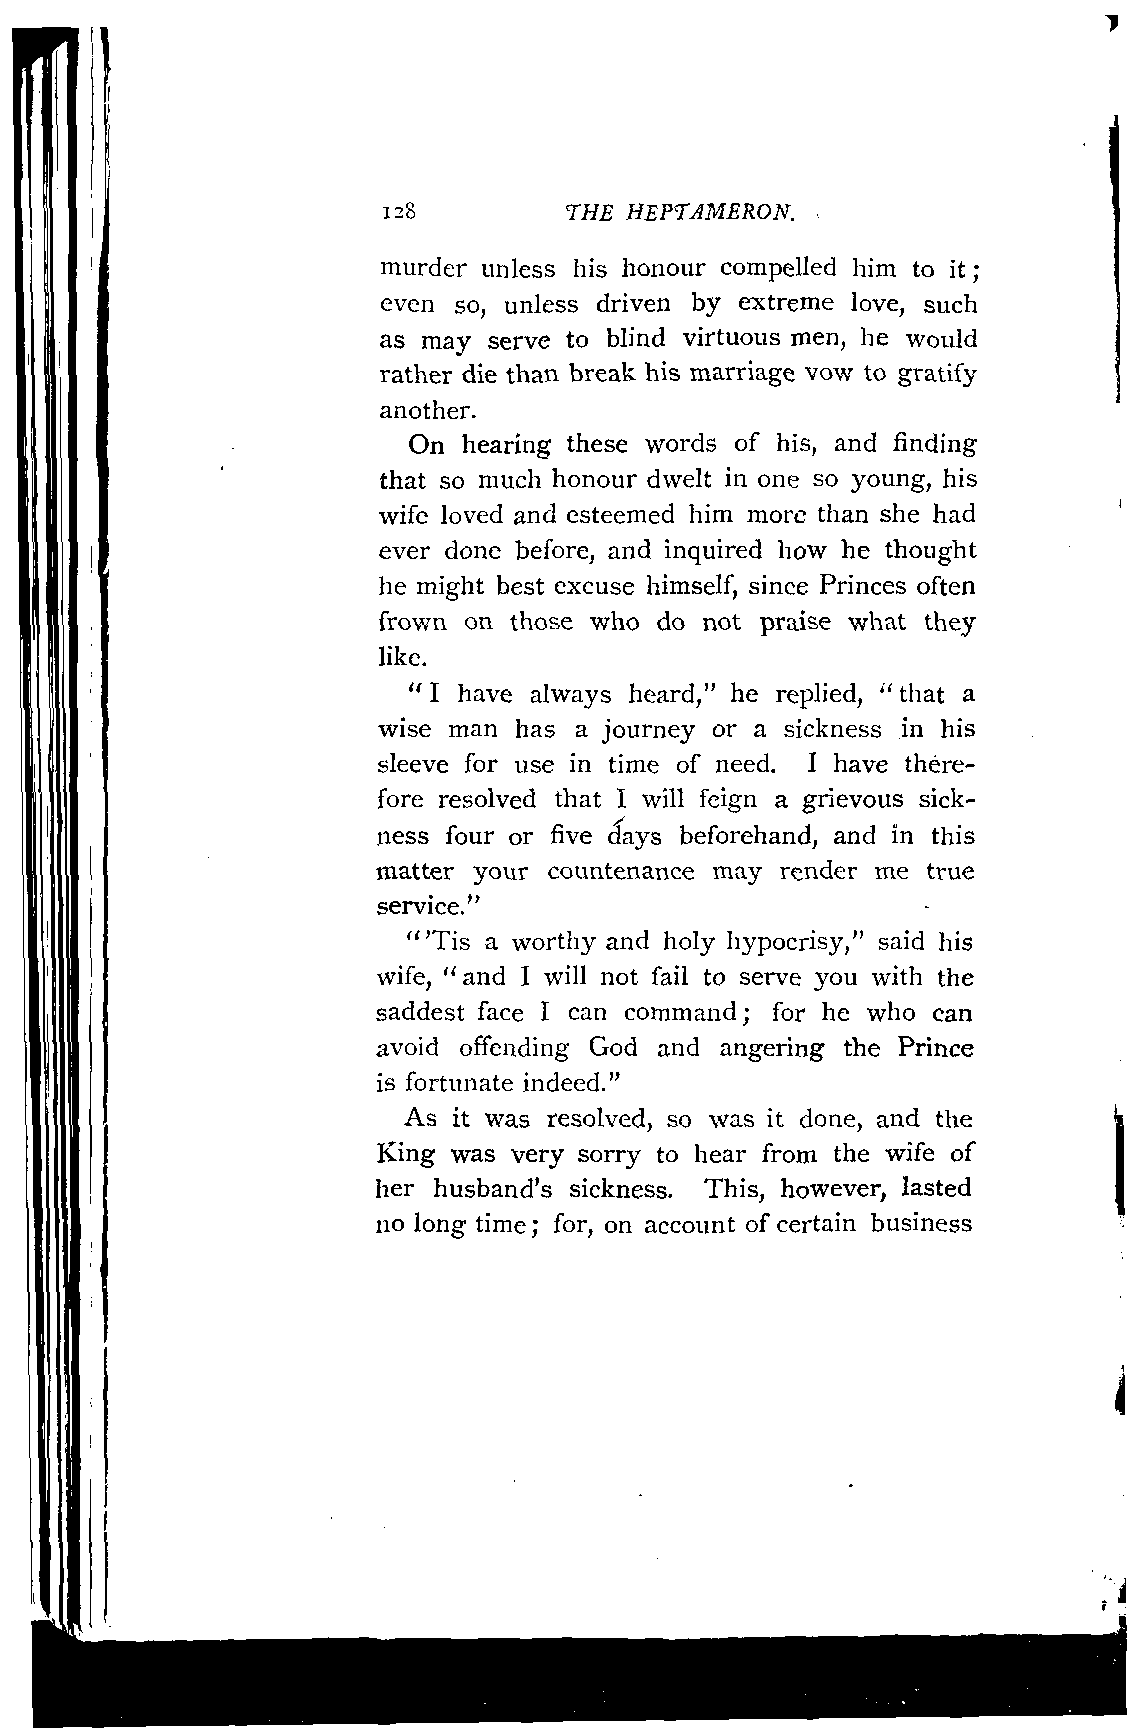 128 THE HEPTAMERON.
murder unless his honour compelled him to it;
even so, unless driven by extreme love, such
as may serve to blind virtuous men, he would
rather die than break his marriage vow to gratify
another.
On hearing these words of his, and finding
that so much honour dwelt in one so young, his
wife loved and esteemed him more than she had
ever done before, and inquired how he thought
he might best excuse himself, since Princes often
frown on those who do not praise what they
like.
"I have always heard," he replied, "that a
wise man has a journey or a sickness in his
sleeve for use in time of need. I have there-
fore resolved that I will feign a grievous sick-
ness four or five days beforehand, and in this
matter your countenance may render me true
service."
"'Tis a worthy and holy hypocrisy," said his
wife, "and I will not fail to serve you with the
saddest face I can command; for he who can
avoid offending God and angering the Prince
is fortunate indeed."
As it was resolved, so was it done, and the
King was very sorry to hear from the wife of
her husband's sickness. This, however, lasted
no long time; for, on account of certain business